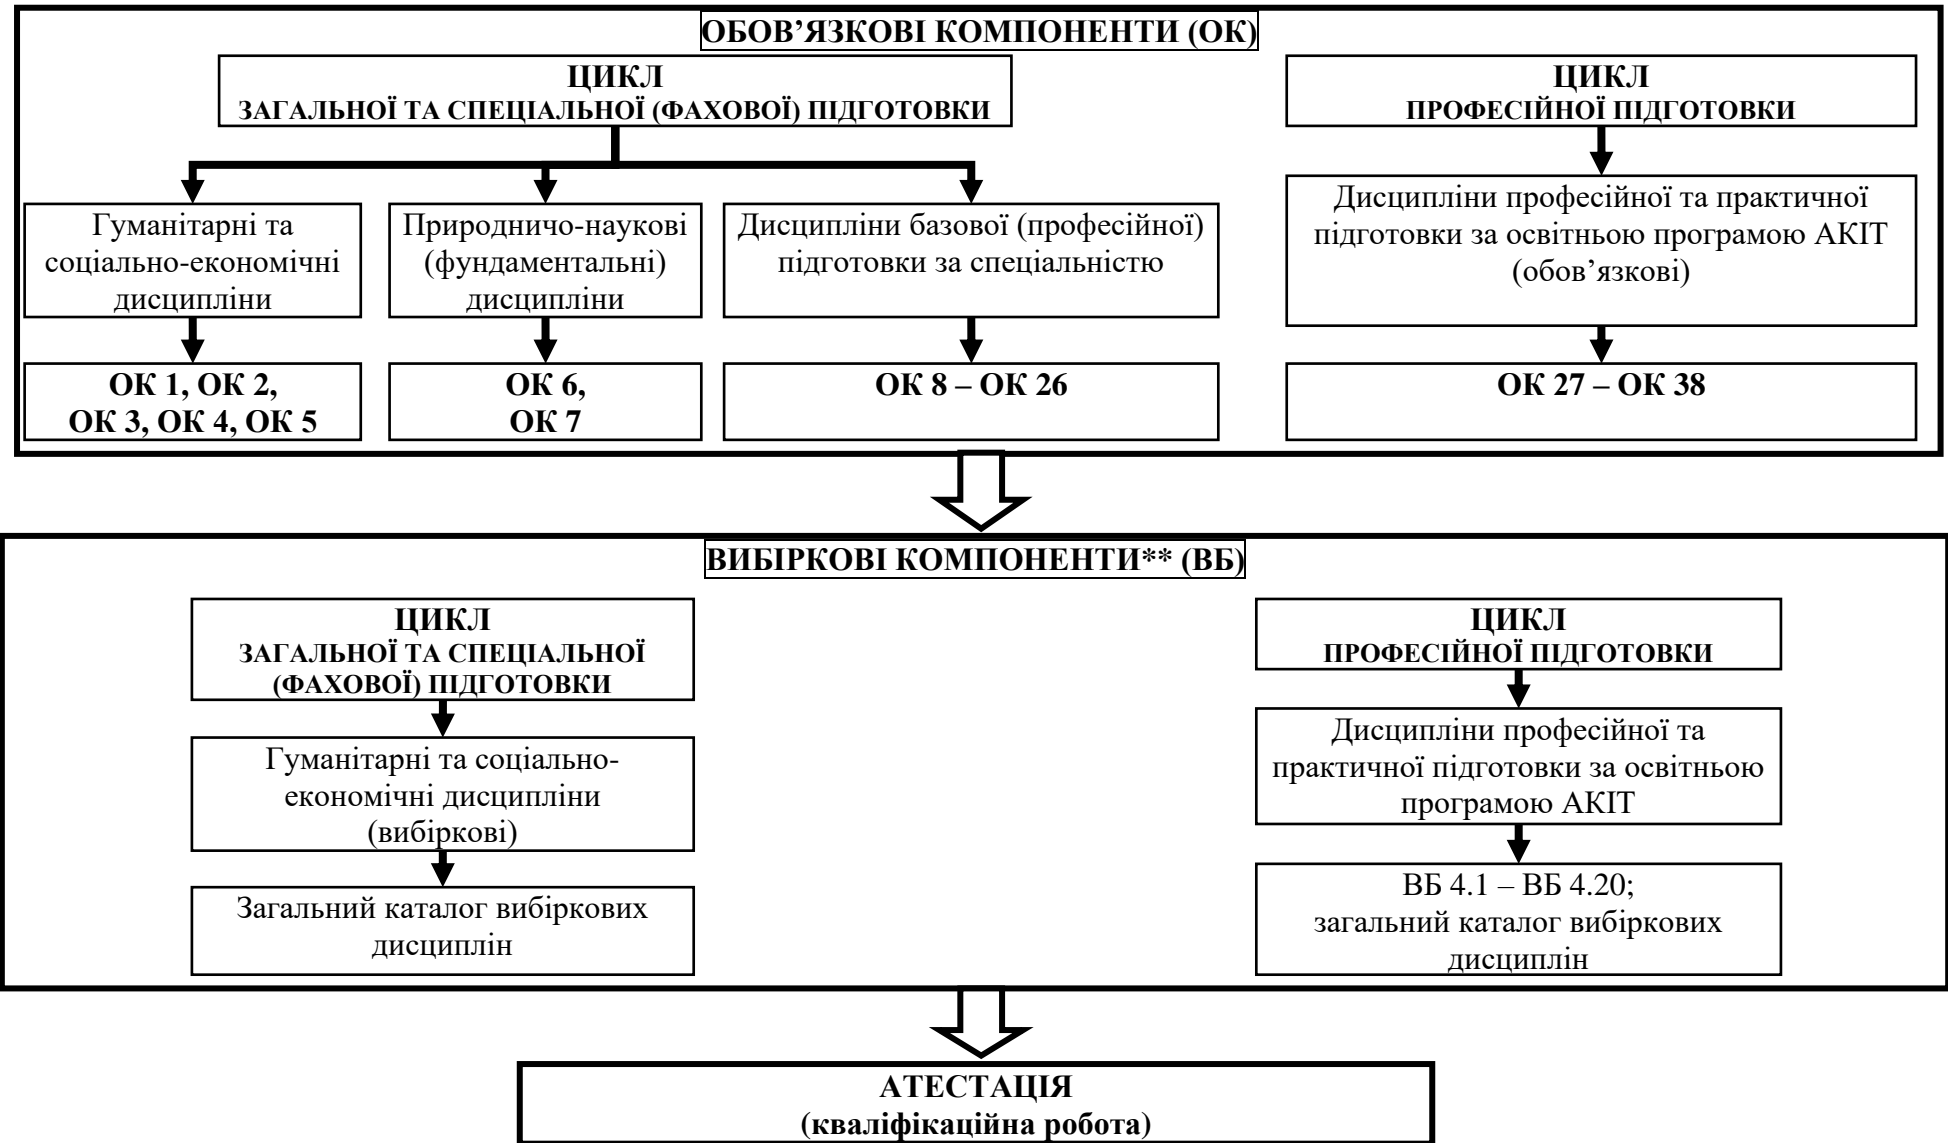 ОБОВ’ЯЗКОВІ КОМПОНЕНТИ (ОК)
ЦИКЛ
ЗАГАЛЬНОЇ ТА СПЕЦІАЛЬНОЇ (ФАХОВОЇ) ПІДГОТОВКИ
ЦИКЛ
ПРОФЕСІЙНОЇ ПІДГОТОВКИ
Гуманітарні та
соціально-економічні
дисципліни
Природничо-наукові
(фундаментальні)
дисципліни
Дисципліни базової (професійної)
підготовки за спеціальністю
Дисципліни професійної та практичної
підготовки за освітньою програмою АКІТ
(обов’язкові)
ОК 1, ОК 2,
ОК 3, ОК 4, ОК 5
ОК 6,
ОК 7
ОК 8 – ОК 26
ОК 27 – ОК 38
ВИБІРКОВІ КОМПОНЕНТИ** (ВБ)
ЦИКЛ
ЗАГАЛЬНОЇ ТА СПЕЦІАЛЬНОЇ
(ФАХОВОЇ) ПІДГОТОВКИ
Гуманітарні та соціально-
економічні дисципліни
(вибіркові)
Загальний каталог вибіркових
дисциплін
ЦИКЛ
ПРОФЕСІЙНОЇ ПІДГОТОВКИ
Дисципліни професійної та
практичної підготовки за освітньою
програмою АКІТ
ВБ 4.1 – ВБ 4.20;
загальний каталог вибіркових
дисциплін
АТЕСТАЦІЯ
(кваліфікаційна робота)